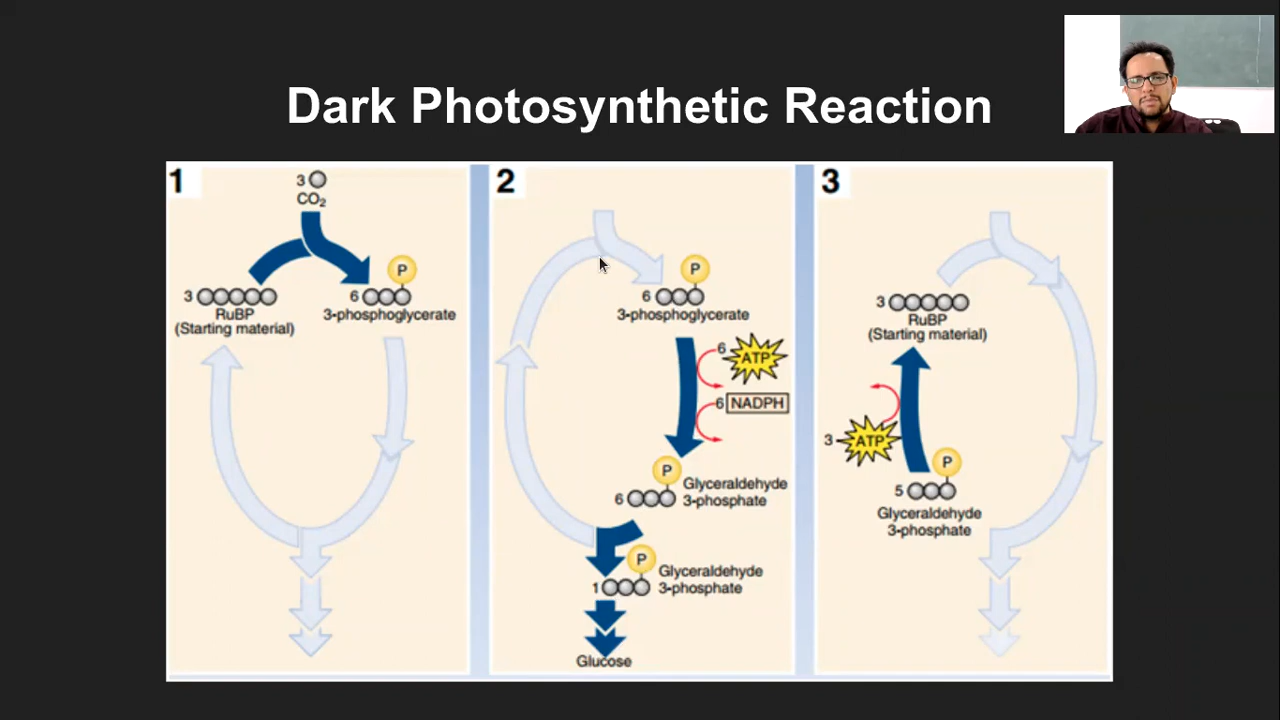 Dark Photosynthetic Reaction
1
3
CO₂
3
RuBP
(Starting material)
P
6
3-phosphoglycerate
2
P
6
3-phosphoglycerate
6 ATP
6 NADPH
P
6
Glyceraldehyde
3-phosphate
P
1
Glyceraldehyde
3-phosphate
Glucose
3
3
RuBP
(Starting material)
3 ATP
P
5
Glyceraldehyde
3-phosphate